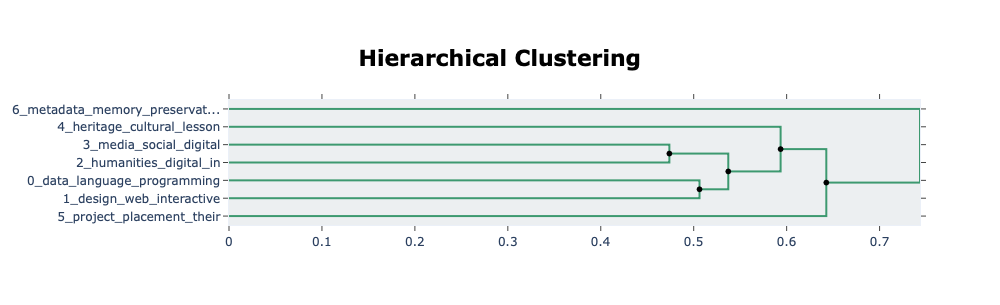 Hierarchical Clustering
6_metadata_memory_preservat...
4_heritage_cultural_lesson
3_media_social_digital
2_humanities_digital_in
0_data_language_programming
1_design_web_interactive
5_project_placement_their
0 0.1 0.2 0.3 0.4 0.5 0.6 0.7